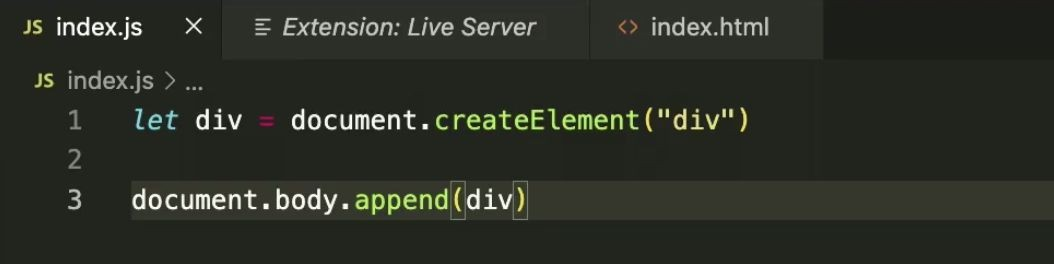 JS index.js × Extension: Live Server <> index.html
JS index.js > ...
1 let div = document.createElement("div")
2
3 document.body.append(div)